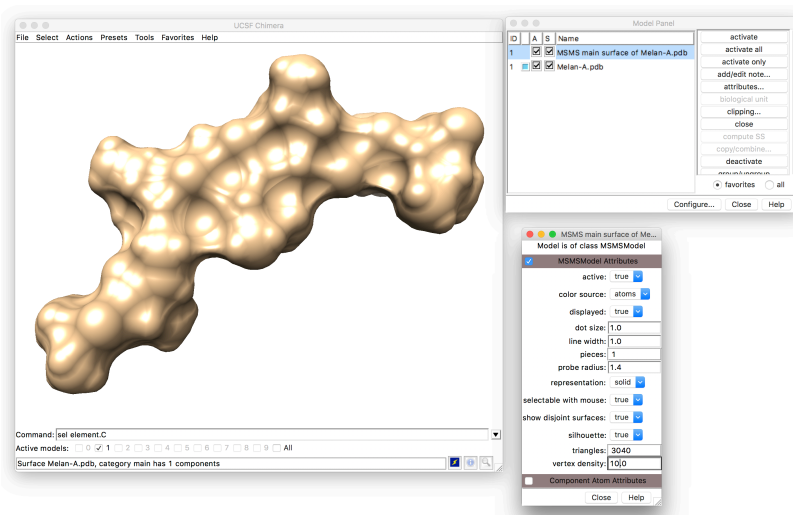 UCSF Chimera
File Select Actions Presets Tools Favorites Help
Command: sel element.C
Active models: 0 1 2 3 4 5 6 7 8 9 All
Surface Melan-A.pdb, category main has 1 components
Model Panel
ID A S Name
1 MSMS main surface of Melan-A.pdb
1 Melan-A.pdb
activate
activate all
activate only
add/edit note...
attributes...
biological unit
clipping...
close
compute SS
copy/combine...
deactivate
group/ungroup
favorites all
Configure... Close Help
MSMS main surface of Me...
Model is of class MSMSModel
MSMSModel Attributes
active: true
color source: atoms
displayed: true
dot size: 1.0
line width: 1.0
pieces: 1
probe radius: 1.4
representation: solid
selectable with mouse: true
show disjoint surfaces: true
silhouette: true
triangles: 3040
vertex density: 10.0
Component Atom Attributes
Close Help